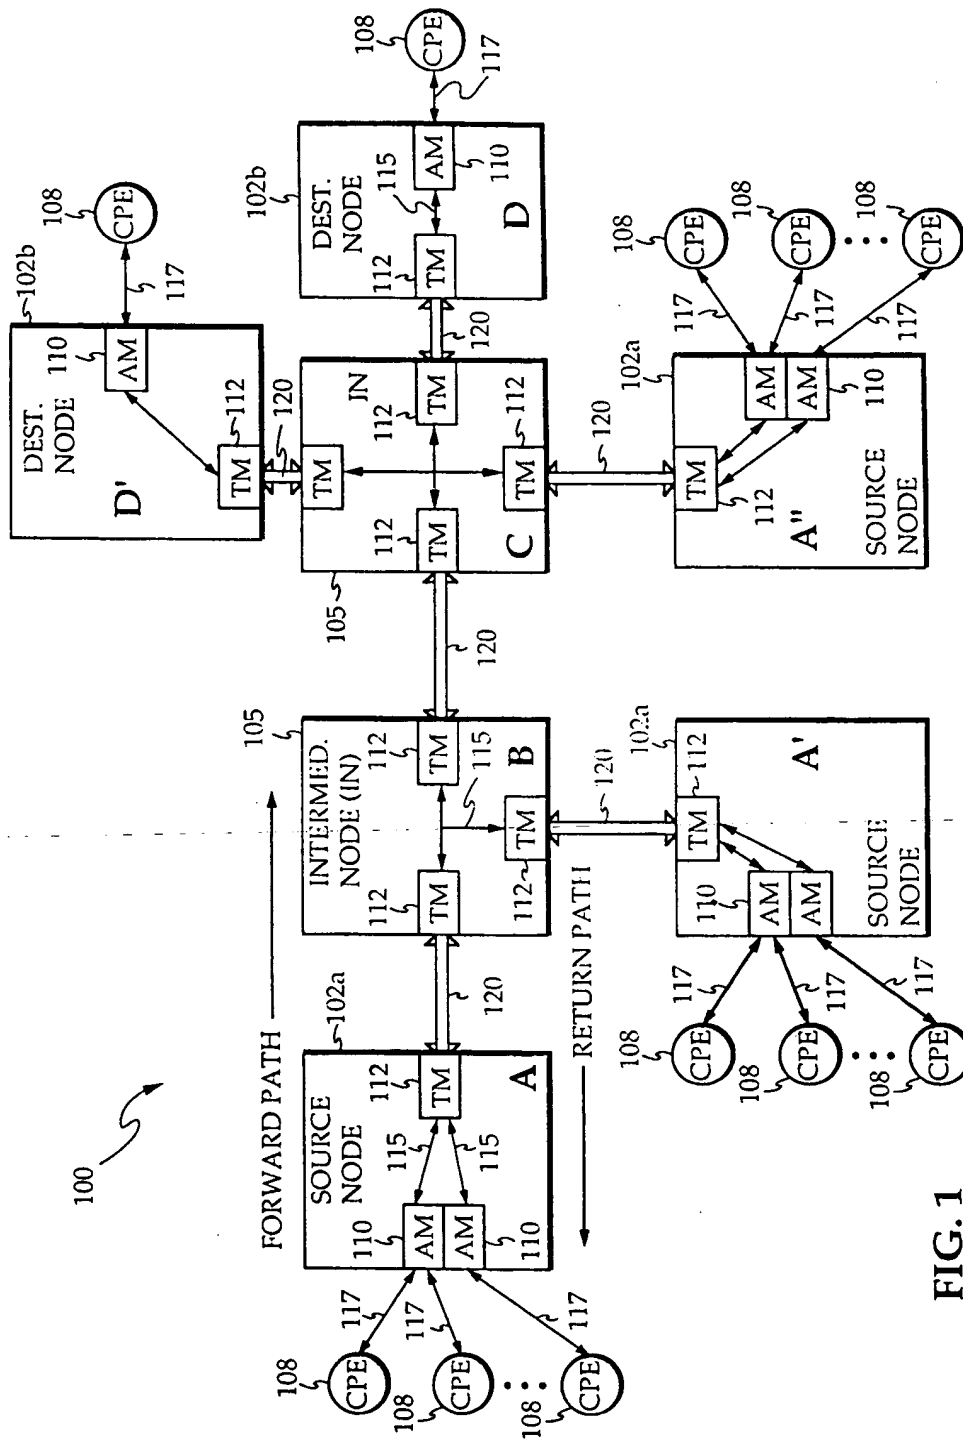 100
FORWARD PATH
RETURN PATH
108
CPE
108
CPE
108
CPE
117
117
117
102a
SOURCE
NODE
110
AM
AM
110
115
115
112
TM
A
120
105
INTERMED.
NODE (IN)
112
TM
112
TM
115
TM
112
B
120
105
IN
112
TM
TM
112
TM
TM
112
C
120
120
102b
DEST.
NODE
D'
112
TM
110
AM
117
108
CPE
120
102b
DEST.
NODE
112
TM
115
AM
110
D
117
108
CPE
120
102a
112
TM
A'
SOURCE
NODE
110
AM
AM
117
117
117
108
CPE
108
CPE
108
CPE
120
102a
TM
112
A"
SOURCE
NODE
AM
AM
110
117
117
117
108
CPE
108
CPE
108
CPE
FIG. 1